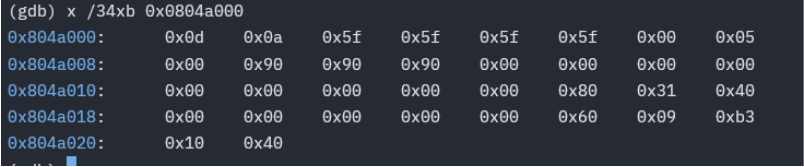 (gdb) x /34xb 0x0804a000
0x804a000: 0x0d 0x0a 0x5f 0x5f 0x5f 0x5f 0x00 0x05
0x804a008: 0x00 0x90 0x90 0x90 0x00 0x00 0x00 0x00
0x804a010: 0x00 0x00 0x00 0x00 0x00 0x80 0x31 0x40
0x804a018: 0x00 0x00 0x00 0x00 0x00 0x60 0x09 0xb3
0x804a020: 0x10 0x40